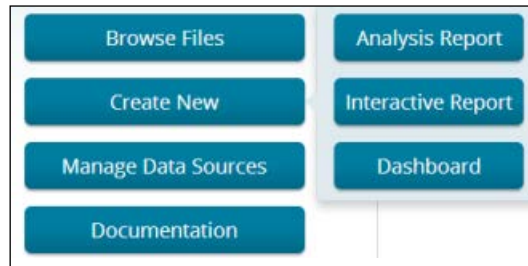 Browse Files
Create New
Manage Data Sources
Documentation
Analysis Report
Interactive Report
Dashboard